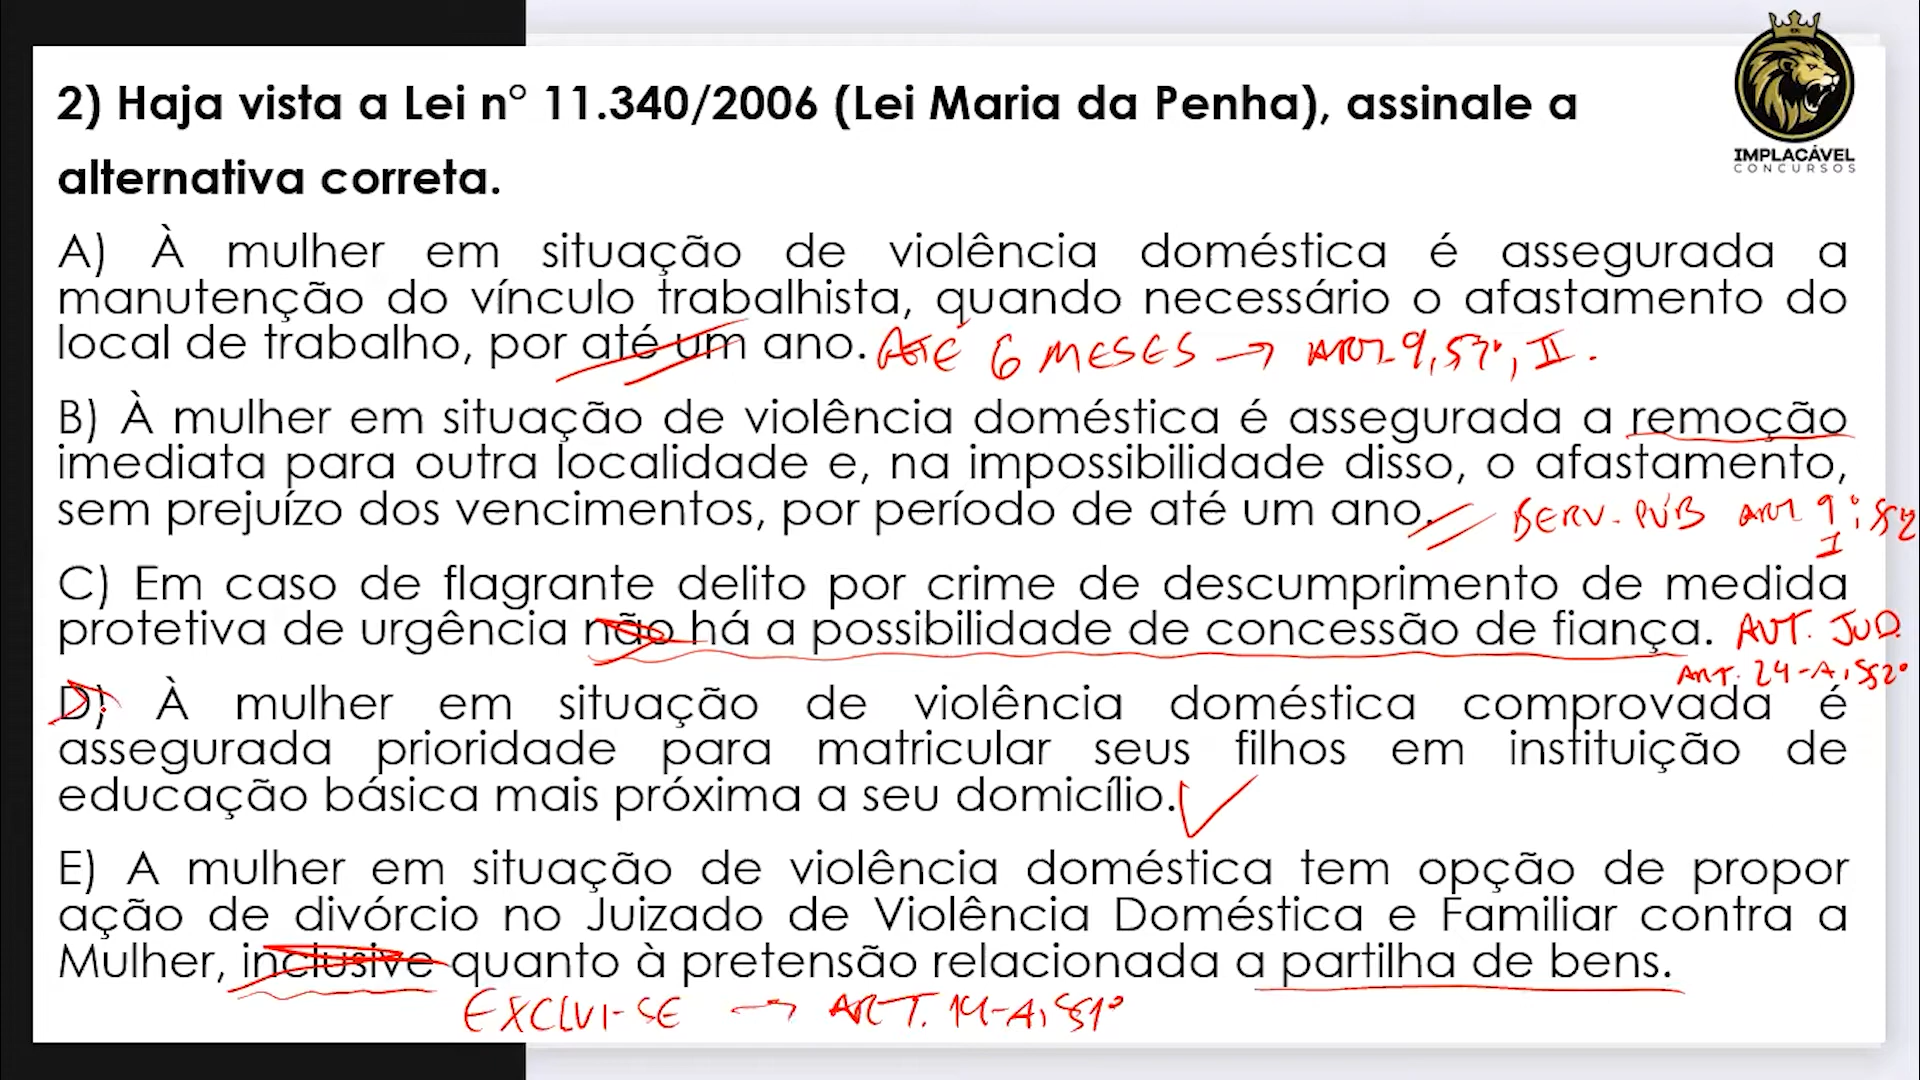 IMPLACÁVEL
CONCURSOS
2) Haja vista a Lei nº 11.340/2006 (Lei Maria da Penha), assinale a
alternativa correta.
A) À mulher em situação de violência doméstica é assegurada a
manutenção do vínculo trabalhista, quando necessário o afastamento do
local de trabalho, por até um ano. ATÉ 6 MESES → ART 9, §2º, II.
B) À mulher em situação de violência doméstica é assegurada a remoção
imediata para outra localidade e, na impossibilidade disso, o afastamento,
sem prejuízo dos vencimentos, por período de até um ano. SERV. PÚB ART 9º, §2
I
C) Em caso de flagrante delito por crime de descumprimento de medida
protetiva de urgência não há a possibilidade de concessão de fiança. AUT. JUD.
ART. 24-A, §2º
D) À mulher em situação de violência doméstica comprovada é
assegurada prioridade para matricular seus filhos em instituição de
educação básica mais próxima a seu domicílio.
E) A mulher em situação de violência doméstica tem opção de propor
ação de divórcio no Juizado de Violência Doméstica e Familiar contra a
Mulher, inclusive quanto à pretensão relacionada a partilha de bens.
EXCLUI-SE → ART. 14-A, §1º